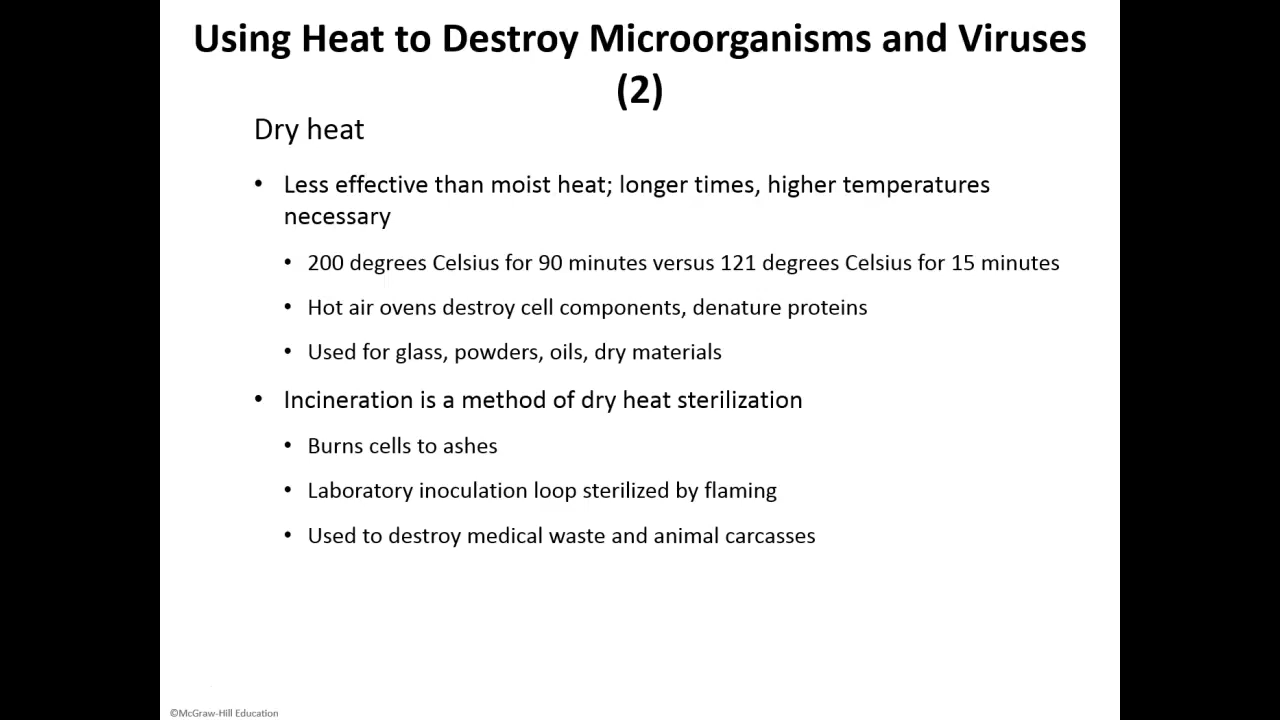 Using Heat to Destroy Microorganisms and Viruses
(2)
Dry heat
• Less effective than moist heat; longer times, higher temperatures
necessary
• 200 degrees Celsius for 90 minutes versus 121 degrees Celsius for 15 minutes
• Hot air ovens destroy cell components, denature proteins
• Used for glass, powders, oils, dry materials
• Incineration is a method of dry heat sterilization
• Burns cells to ashes
• Laboratory inoculation loop sterilized by flaming
• Used to destroy medical waste and animal carcasses
©McGraw-Hill Education